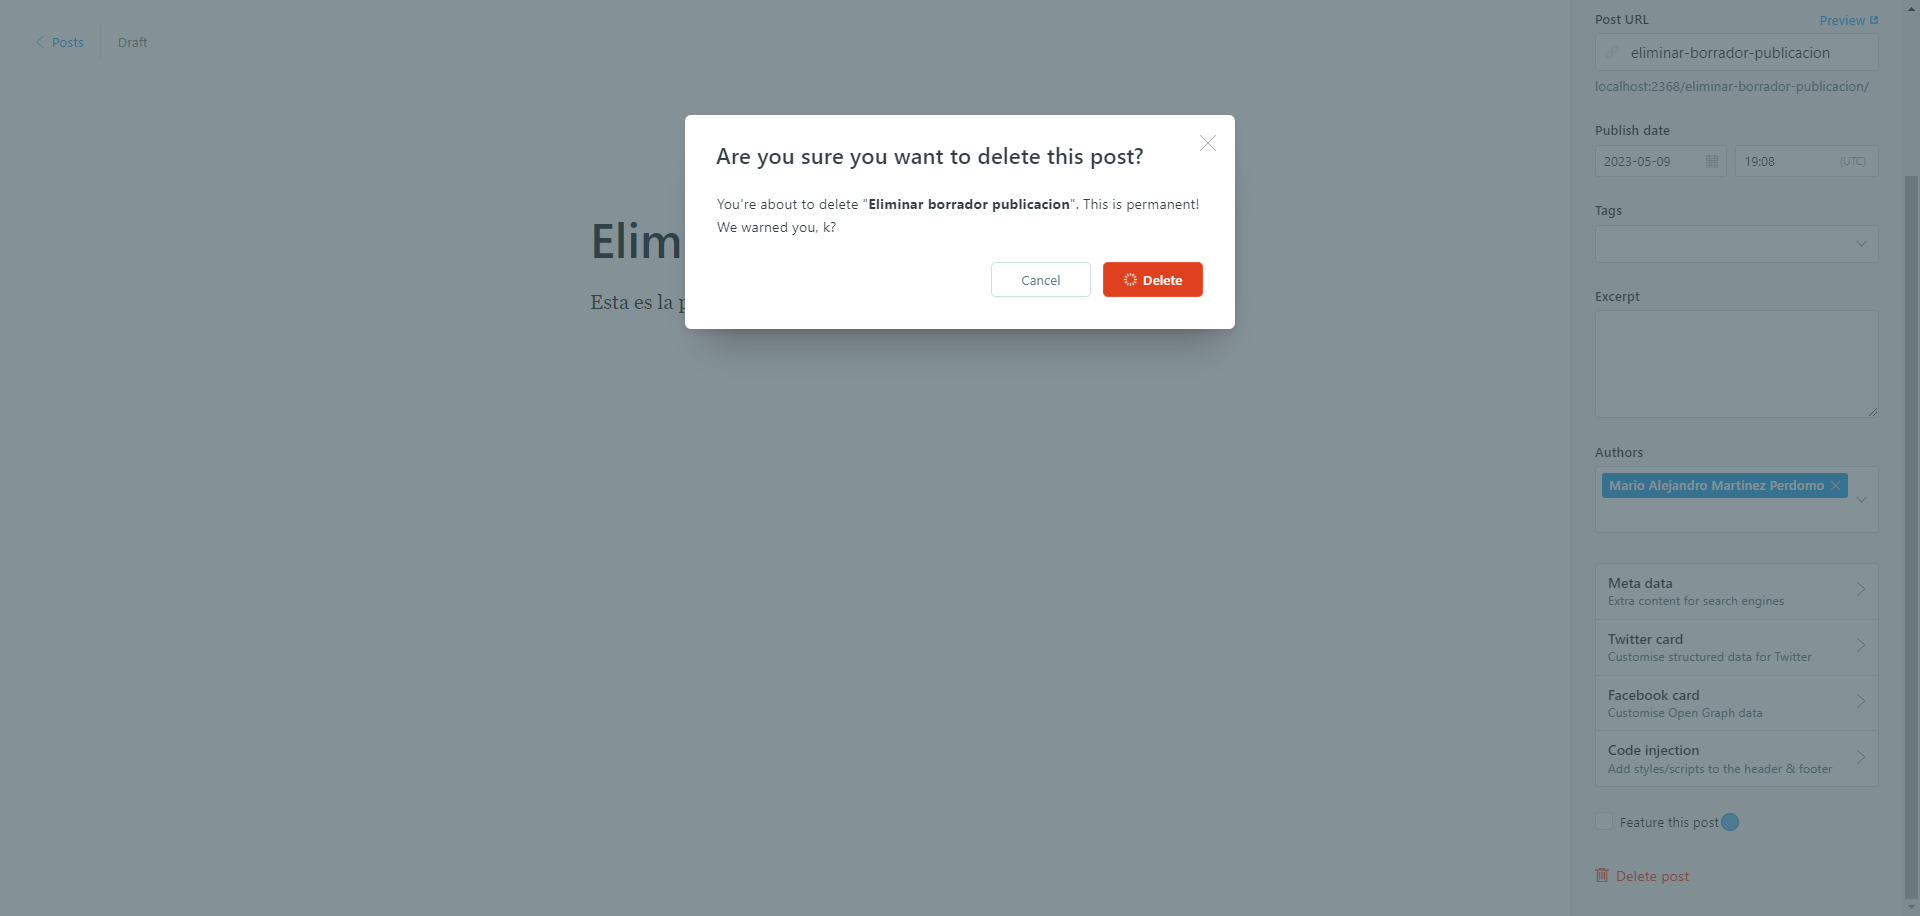 Posts
Draft
Elim
Esta es la
Are you sure you want to delete this post?
You're about to delete "Eliminar borrador publicacion". This is permanent!
We warned you, k?
Cancel
Delete
Post URL
Preview
eliminar-borrador-publicacion
localhost:2368/eliminar-borrador-publicacion/
Publish date
2023-05-09
19:08
(UTC)
Tags
Excerpt
Authors
Mario Alejandro Martinez Perdomo
Meta data
Extra content for search engines
Twitter card
Customise structured data for Twitter
Facebook card
Customise Open Graph data
Code injection
Add styles/scripts to the header & footer
Feature this post
Delete post